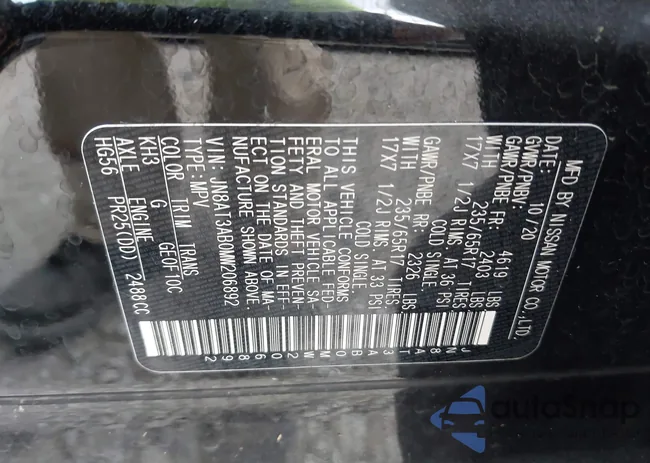 MFD BY NISSAN MOTOR CO., LTD.
DATE: 10/20
GVWR/PNBV: 4619 LBS
GAWR/PNBE FR: 2403 LBS
WITH 235/65R17 TIRES
17X7 1/2J RIMS, AT 36 PSI
COLD SINGLE
GAWR/PNBE RR: 2326 LBS
WITH 235/65R17 TIRES
17X7 1/2J RIMS, AT 33 PSI
COLD SINGLE
THIS VEHICLE CONFORMS
TO ALL APPLICABLE FED-
ERAL MOTOR VEHICLE SA-
FETY AND THEFT PREVEN-
TION STANDARDS IN EFF-
ECT ON THE DATE OF MA-
NUFACTURE SHOWN ABOVE.
VIN: JN8AT3AB0MW206892
TYPE: MPV
COLOR TRIM TRANS
KH3 G GEOF10C
AXLE ENGINE
HG56 PR25(DD) 2488CC
JN8AT3AB0MW206892
autoSnap